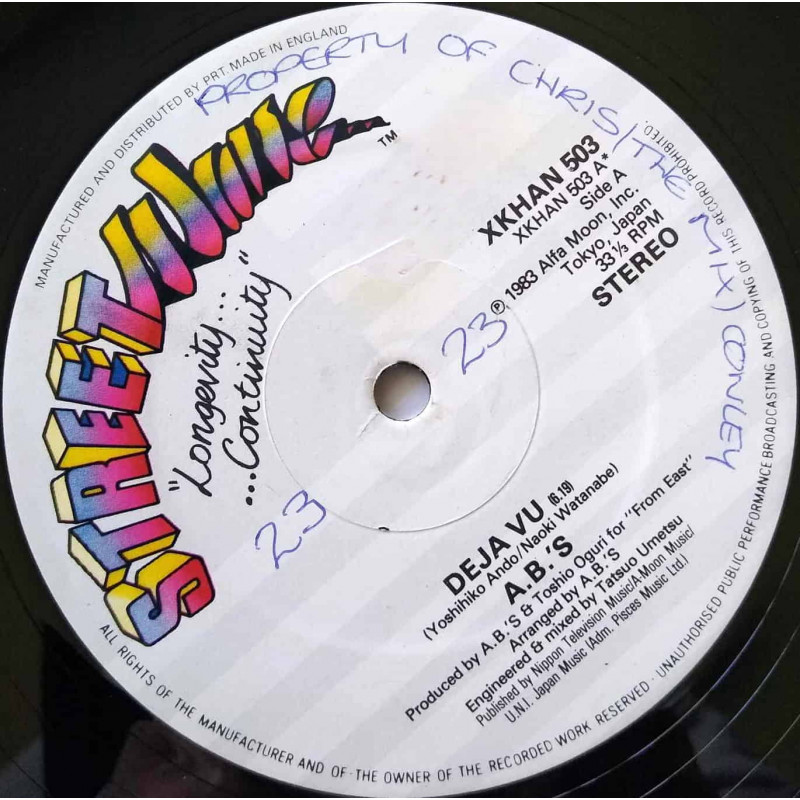 MANUFACTURED AND DISTRIBUTED BY PRT. MADE IN ENGLAND
PROPERTY OF CHRIS (THE MIX) CONLEY
STREET Wave ™
"Longevity...
...Continuity"
XKHAN 503
XKHAN 503 A*
Side A
℗ 1983 Alfa Moon, Inc.
Tokyo, Japan
33⅓ RPM
STEREO
23
23
DEJA VU (6.19)
(Yoshihiko Ando/Naoki Watanabe)
A.B.'S
Produced by A.B.'S & Toshio Oguri for "From East"
Arranged by A.B.'S
Engineered & mixed by Tatsuo Umetsu
Published by Nippon Television Music/A-Moon Music/
U.N.I. Japan Music (Adm. Pisces Music Ltd.)
ALL RIGHTS OF THE MANUFACTURER AND OF THE OWNER OF THE RECORDED WORK RESERVED · UNAUTHORISED PUBLIC PERFORMANCE BROADCASTING AND COPYING OF THIS RECORD PROHIBITED.